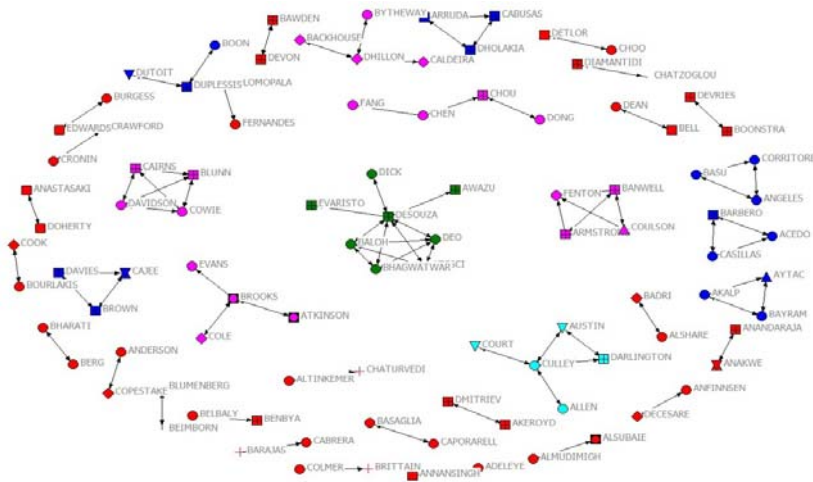 BAWDEN
BYTHEWAY
BACKHOUSE
ARRUDA
CABUSAS
BOON
DETLOR
DEVON
DHILLON
CALDEIRA
DHOLAKIA
CHOO
DUTOIT
DIAMANTIDI
CHATZOGLOU
DUPLESSIS
LOMOPALA
BURGESS
FANG
CHEN
CHOU
DEAN
DEVRIES
DONG
FERNANDES
EDWARDS
CRAWFORD
BELL
BOONSTRA
CRONIN
CAIRNS
BLUNN
DICK
BASU
CORRITORE
ANASTASAKI
DAVIDSON
COWIE
EVARISTO
AWAZU
DESOUZA
FENTON
BANWELL
ANGELES
DOHERTY
BALOH
DEO
ARMSTRO
COULSON
BARBERO
ACEDO
COOK
BHAGWATWAR
CASILLAS
BOURLAKIS
DAVIES
CAJEE
EVANS
AYTAC
BROWN
BROOKS
AKALP
BADRI
ATKINSON
BAYRAM
BHARATI
COLE
COURT
AUSTIN
ALSHARE
ANANDARAJA
ANDERSON
BERG
CULLEY
DARLINGTON
ANAKWE
CHATURVEDI
ALTINKEMER
COPESTAKE
BLUMENBERG
ALLEN
ANFINNSEN
DMITRIEV
BELBALY
BENBYA
BEIMBORN
BASAGLIA
AKEROYD
DECESARE
BARAJAS
CABRERA
CAPORARELL
ALSUBAIE
COLMER
BRITTAIN
ANNANSINGH
ADELEYE
ALMUDIMIGH